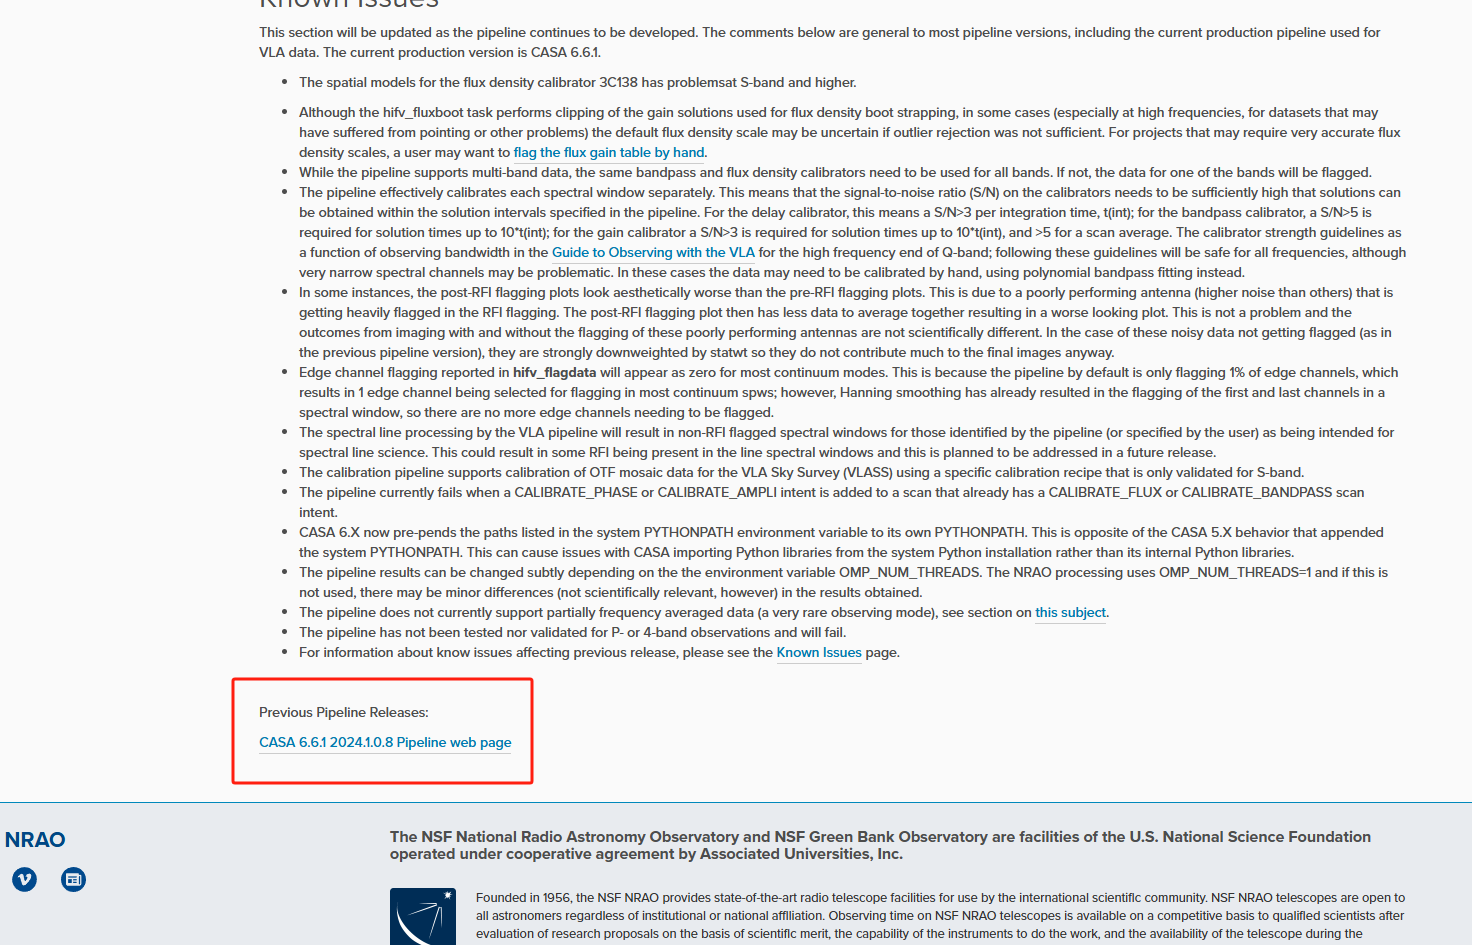 Known Issues
This section will be updated as the pipeline continues to be developed. The comments below are general to most pipeline versions, including the current production pipeline used for
VLA data. The current production version is CASA 6.6.1.
The spatial models for the flux density calibrator 3C138 has problemsat S-band and higher.
Although the hifv_fluxboot task performs clipping of the gain solutions used for flux density boot strapping, in some cases (especially at high frequencies, for datasets that may
have suffered from pointing or other problems) the default flux density scale may be uncertain if outlier rejection was not sufficient. For projects that may require very accurate flux
density scales, a user may want to flag the flux gain table by hand.
While the pipeline supports multi-band data, the same bandpass and flux density calibrators need to be used for all bands. If not, the data for one of the bands will be flagged.
The pipeline effectively calibrates each spectral window separately. This means that the signal-to-noise ratio (S/N) on the calibrators needs to be sufficiently high that solutions can
be obtained within the solution intervals specified in the pipeline. For the delay calibrator, this means a S/N>3 per integration time, t(int); for the bandpass calibrator, a S/N>5 is
required for solution times up to 10*t(int); for the gain calibrator a S/N>3 is required for solution times up to 10*t(int), and >5 for a scan average. The calibrator strength guidelines as
a function of observing bandwidth in the Guide to Observing with the VLA for the high frequency end of Q-band; following these guidelines will be safe for all frequencies, although
very narrow spectral channels may be problematic. In these cases the data may need to be calibrated by hand, using polynomial bandpass fitting instead.
In some instances, the post-RFI flagging plots look aesthetically worse than the pre-RFI flagging plots. This is due to a poorly performing antenna (higher noise than others) that is
getting heavily flagged in the RFI flagging. The post-RFI flagging plot then has less data to average together resulting in a worse looking plot. This is not a problem and the
outcomes from imaging with and without the flagging of these poorly performing antennas are not scientifically different. In the case of these noisy data not getting flagged (as in
the previous pipeline version), they are strongly downweighted by statwt so they do not contribute much to the final images anyway.
Edge channel flagging reported in hifv_flagdata will appear as zero for most continuum modes. This is because the pipeline by default is only flagging 1% of edge channels, which
results in 1 edge channel being selected for flagging in most continuum spws; however, Hanning smoothing has already resulted in the flagging of the first and last channels in a
spectral window, so there are no more edge channels needing to be flagged.
The spectral line processing by the VLA pipeline will result in non-RFI flagged spectral windows for those identified by the pipeline (or specified by the user) as being intended for
spectral line science. This could result in some RFI being present in the line spectral windows and this is planned to be addressed in a future release.
The calibration pipeline supports calibration of OTF mosaic data for the VLA Sky Survey (VLASS) using a specific calibration recipe that is only validated for S-band.
The pipeline currently fails when a CALIBRATE_PHASE or CALIBRATE_AMPLI intent is added to a scan that already has a CALIBRATE_FLUX or CALIBRATE_BANDPASS scan
intent.
CASA 6.X now pre-pends the paths listed in the system PYTHONPATH environment variable to its own PYTHONPATH. This is opposite of the CASA 5.X behavior that appended
the system PYTHONPATH. This can cause issues with CASA importing Python libraries from the system Python installation rather than its internal Python libraries.
The pipeline results can be changed subtly depending on the the environment variable OMP_NUM_THREADS. The NRAO processing uses OMP_NUM_THREADS=1 and if this is
not used, there may be minor differences (not scientifically relevant, however) in the results obtained.
The pipeline does not currently support partially frequency averaged data (a very rare observing mode), see section on this subject.
The pipeline has not been tested nor validated for P- or 4-band observations and will fail.
For information about know issues affecting previous release, please see the Known Issues page.
Previous Pipeline Releases:
CASA 6.6.1 2024.1.0.8 Pipeline web page
NRAO
The NSF National Radio Astronomy Observatory and NSF Green Bank Observatory are facilities of the U.S. National Science Foundation
operated under cooperative agreement by Associated Universities, Inc.
Founded in 1956, the NSF NRAO provides state-of-the-art radio telescope facilities for use by the international scientific community. NSF NRAO telescopes are open to
all astronomers regardless of institutional or national affiliation. Observing time on NSF NRAO telescopes is available on a competitive basis to qualified scientists after
evaluation of research proposals on the basis of scientific merit, the capability of the instruments to do the work, and the availability of the telescope during the